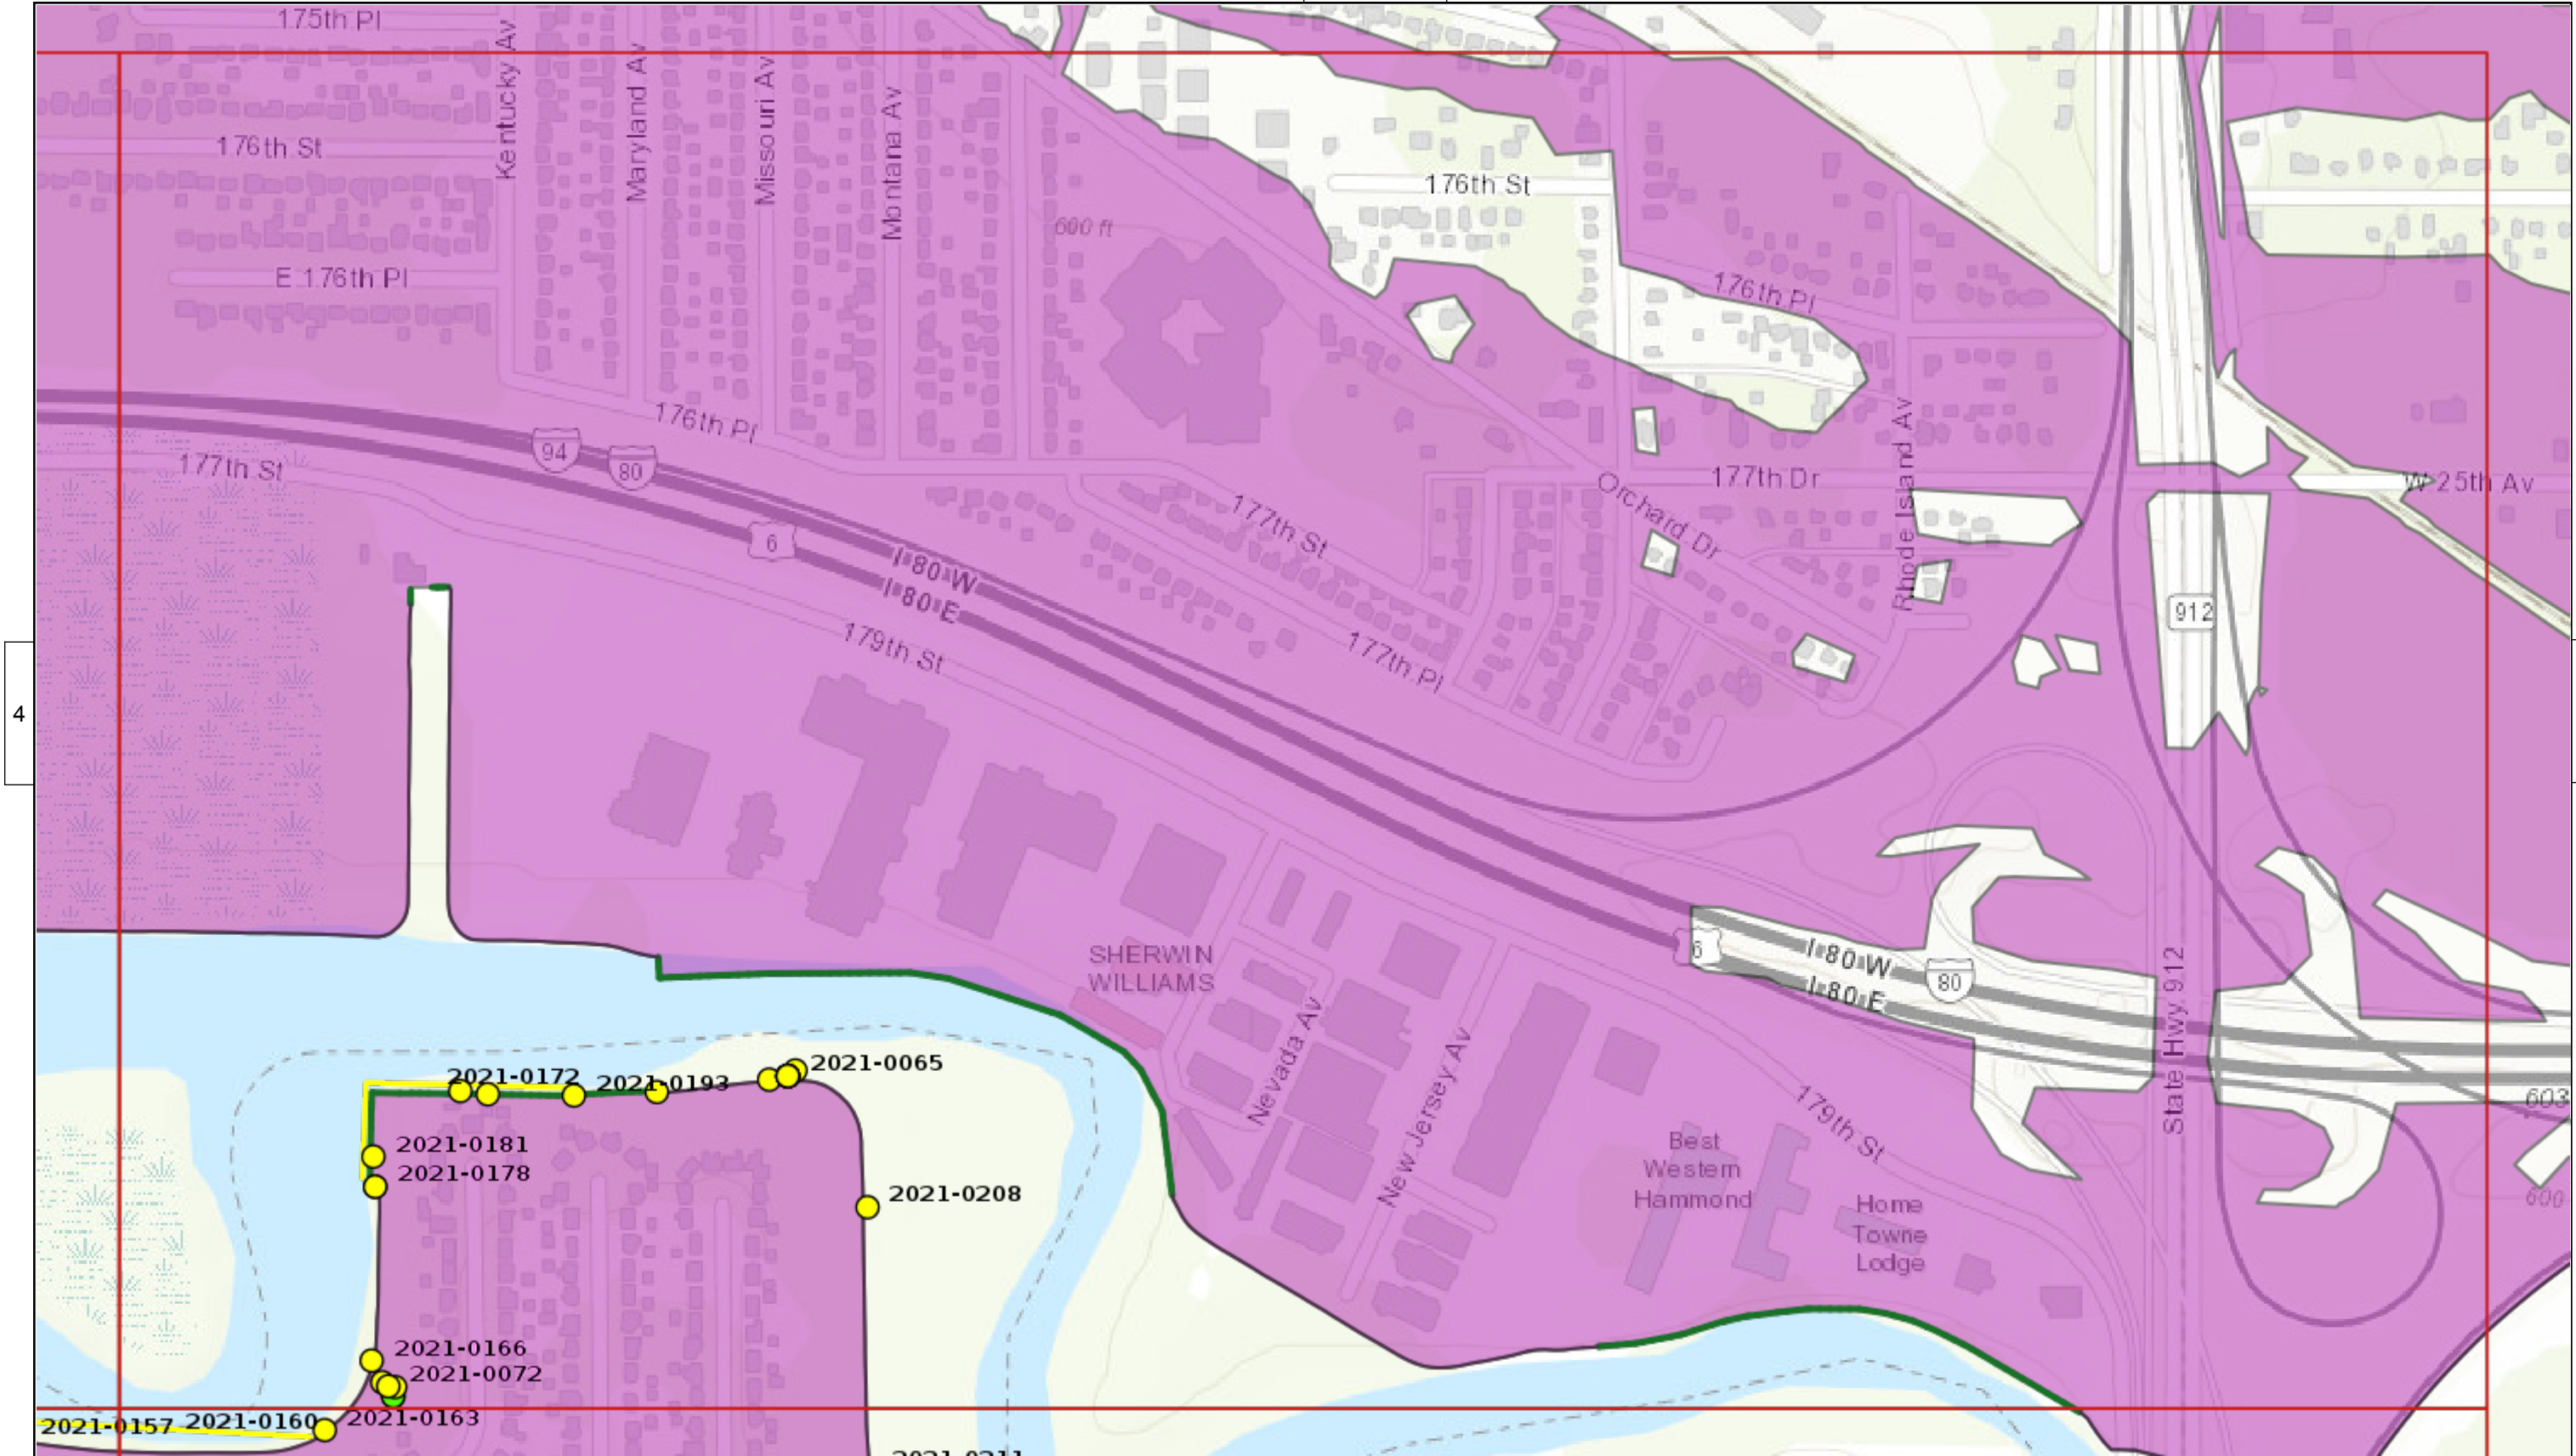 175th Pl
Kentucky Av
Maryland Av
Missouri Av
Montana Av
176th St
176th St
600 ft
E 176th Pl
176th Pl
176th Pl
94
80
177th St
177th Dr
Rhode Island Av
W 25th Av
Orchard Dr
177th St
6
I 80 W
I 80 E
912
179th St
177th Pl
4
SHERWIN
WILLIAMS
6
I 80 W
80
I 80 E
State Hwy 912
Nevada Av
New Jersey Av
2021-0065
2021-0172
2021-0193
179th St
603
2021-0181
2021-0178
Best
Western
Hammond
2021-0208
Home
Towne
Lodge
600
2021-0166
2021-0072
2021-0163
2021-0160
2021-0157
2021-0211